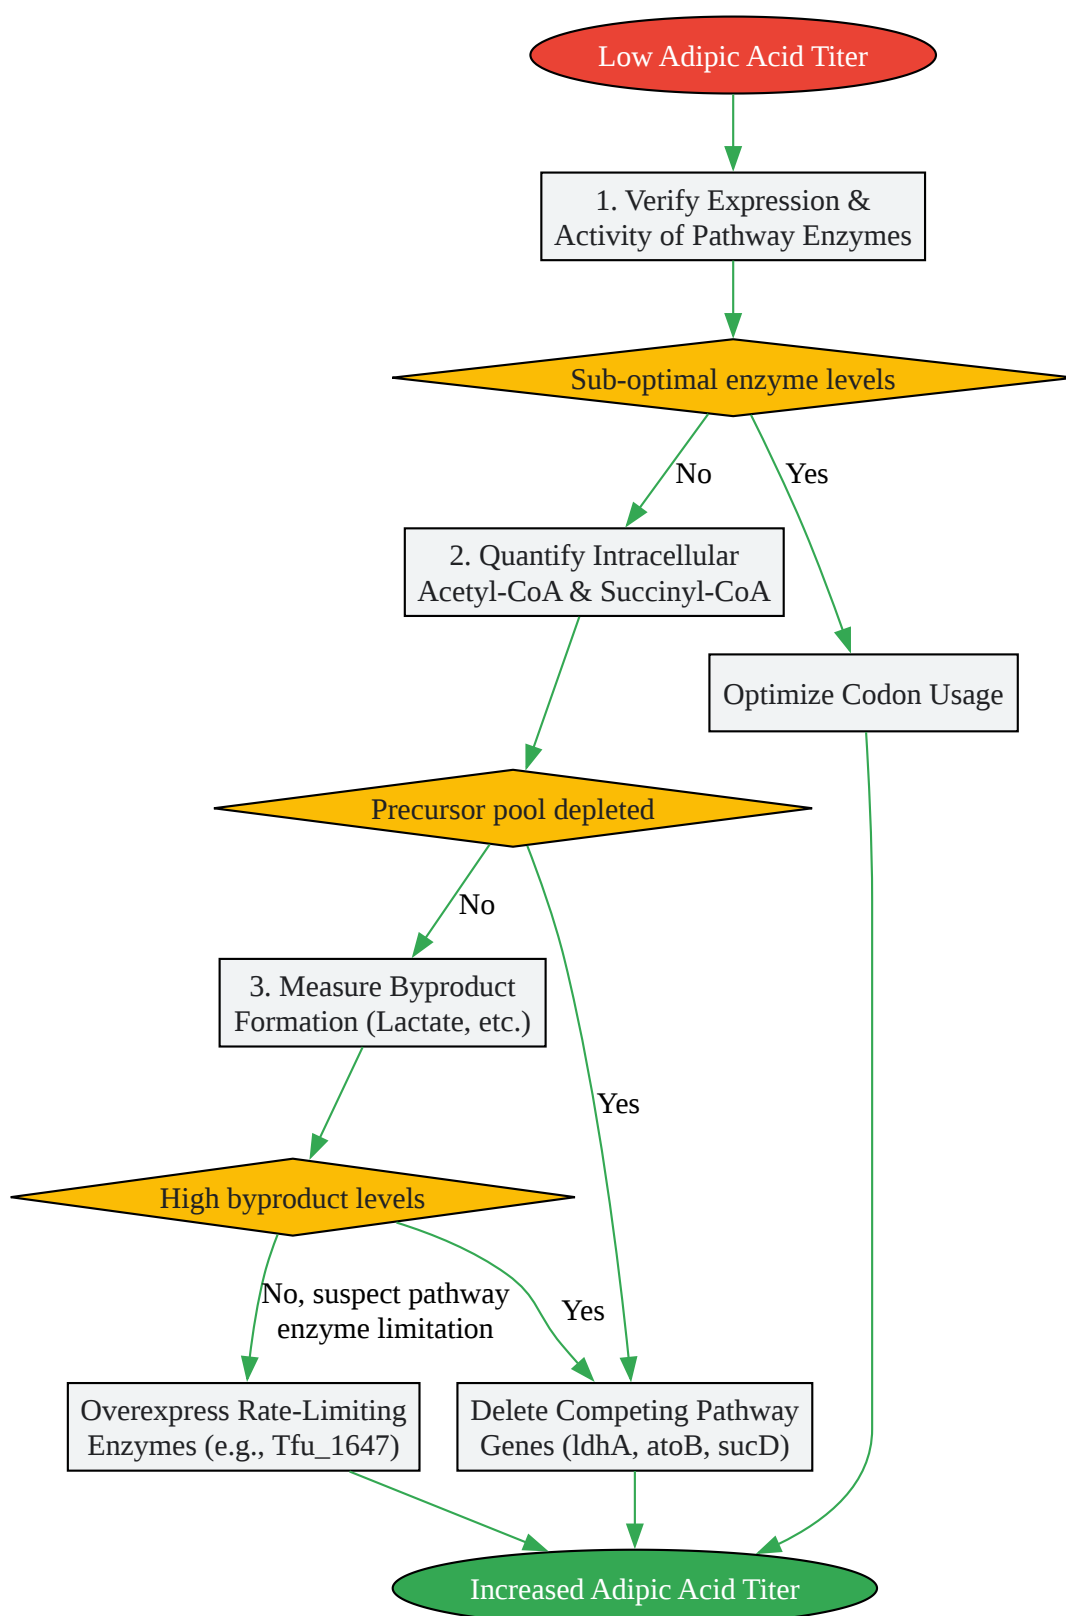 Low Adipic Acid Titer
1. Verify Expression &
Activity of Pathway Enzymes
Sub-optimal enzyme levels
No
Yes
2. Quantify Intracellular
Acetyl-CoA & Succinyl-CoA
Optimize Codon Usage
Precursor pool depleted
No
3. Measure Byproduct
Formation (Lactate, etc.)
Yes
High byproduct levels
No, suspect pathway
enzyme limitation
Yes
Overexpress Rate-Limiting
Enzymes (e.g., Tfu_1647)
Delete Competing Pathway
Genes (ldhA, atoB, sucD)
Increased Adipic Acid Titer